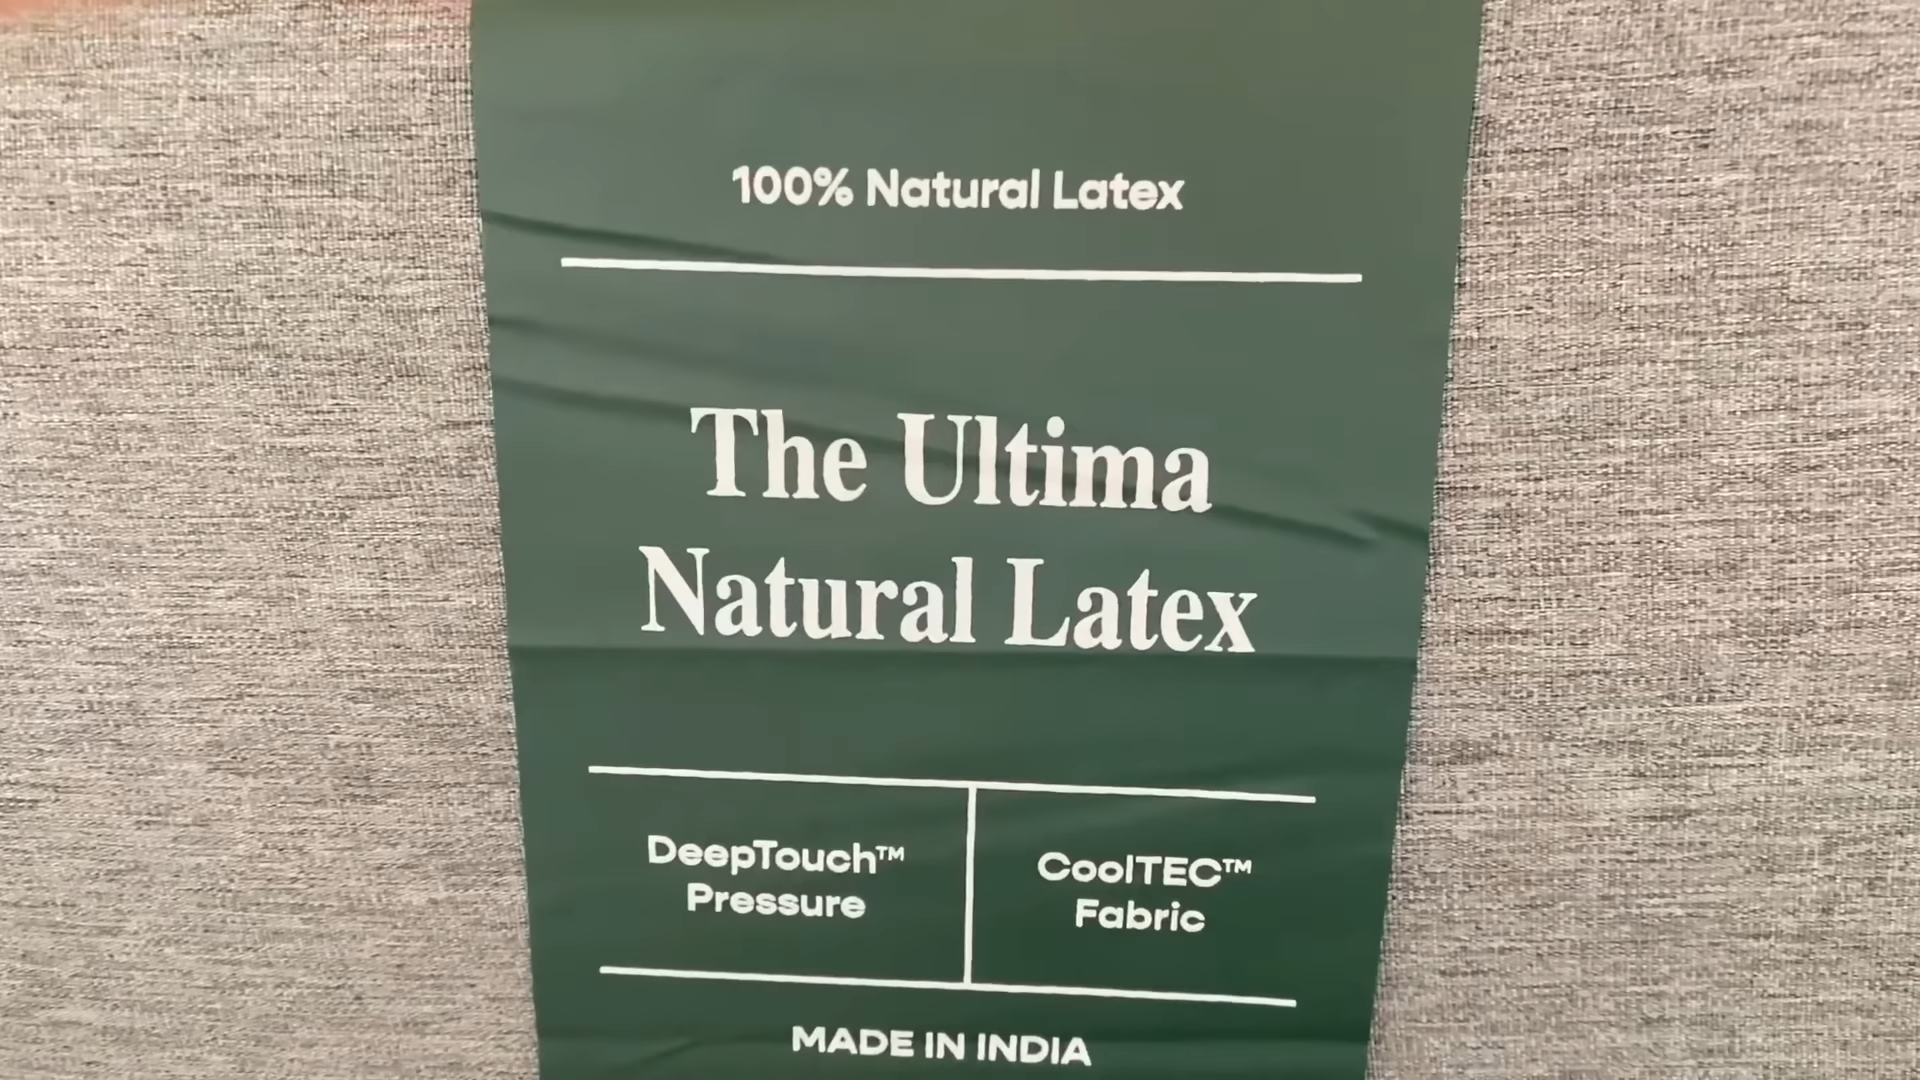 100% Natural Latex
The Ultima
Natural Latex
DeepTouch™
Pressure
CoolTEC™
Fabric
MADE IN INDIA